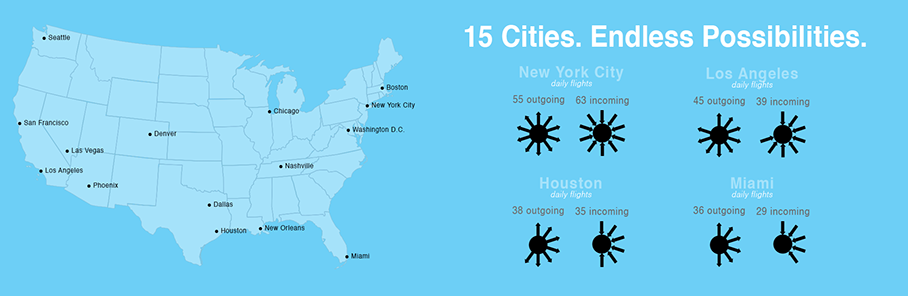 15 Cities. Endless Possibilities.
Seattle
Boston
New York City
Chicago
San Francisco
Washington D.C.
Denver
Las Vegas
Nashville
Los Angeles
Phoenix
Dallas
Houston
New Orleans
Miami
New York City
daily flights
55 outgoing 63 incoming
Los Angeles
daily flights
45 outgoing 39 incoming
Houston
daily flights
38 outgoing 35 incoming
Miami
daily flights
36 outgoing 29 incoming